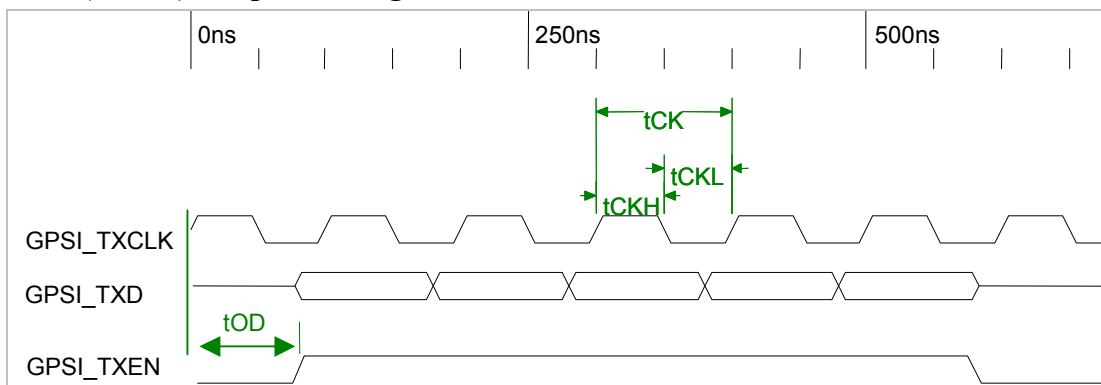 0ns 250ns 500ns
tCK
tCKL
tCKH
GPSI_TXCLK
GPSI_TXD
tOD
GPSI_TXEN